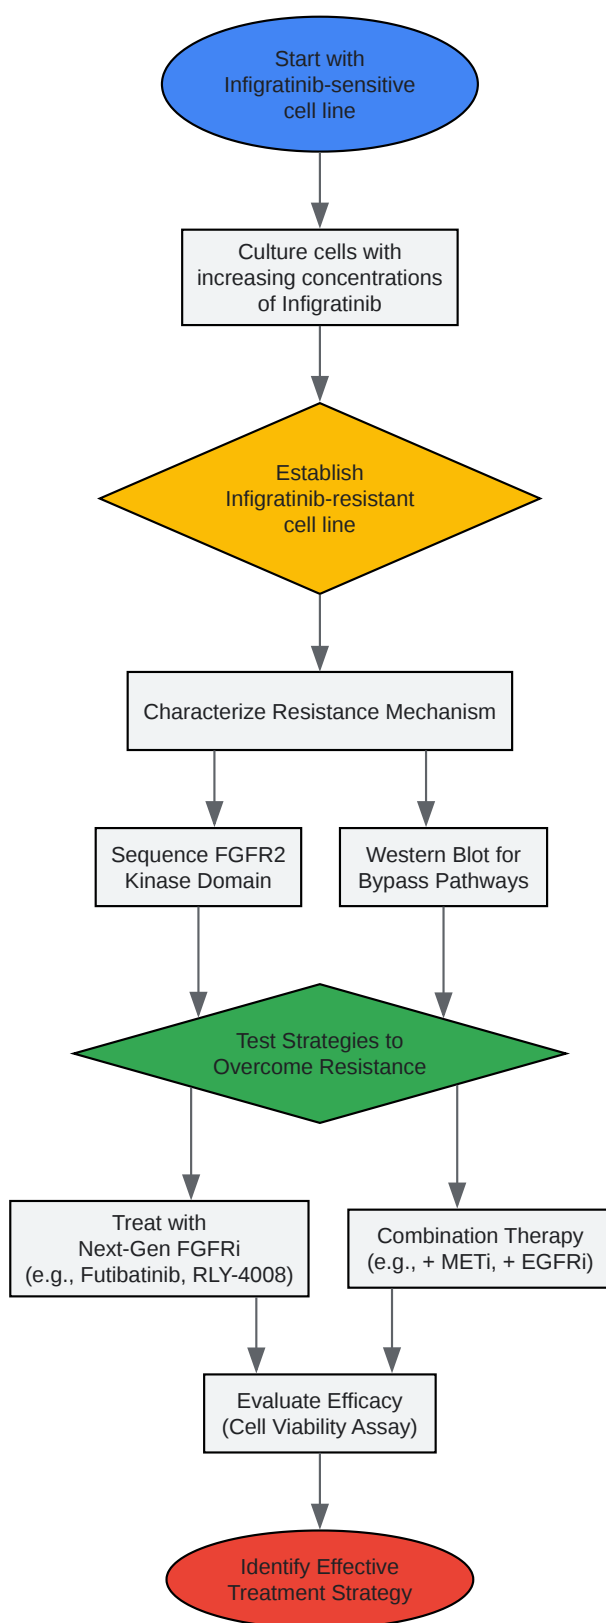 Start with
Infigratinib-sensitive
cell line
Culture cells with
increasing concentrations
of Infigratinib
Establish
Infigratinib-resistant
cell line
Characterize Resistance Mechanism
Sequence FGFR2
Kinase Domain
Western Blot for
Bypass Pathways
Test Strategies to
Overcome Resistance
Treat with
Next-Gen FGFRi
(e.g., Futibatinib, RLY-4008)
Combination Therapy
(e.g., + METi, + EGFRi)
Evaluate Efficacy
(Cell Viability Assay)
Identify Effective
Treatment Strategy